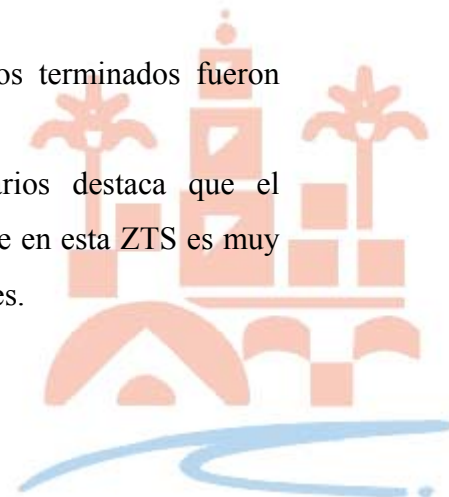 os terminados fueron
arios destaca que el
e en esta ZTS es muy
es.